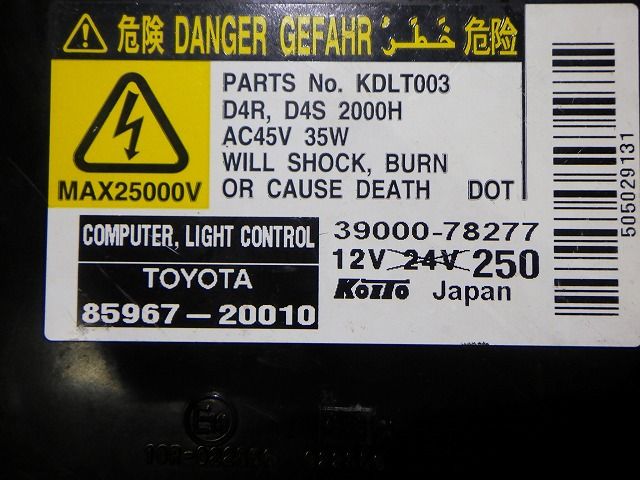 危険 DANGER GEFAHR خَطَرْ 危险
PARTS No. KDLT003
D4R, D4S 2000H
AC45V 35W
WILL SHOCK, BURN
OR CAUSE DEATH DOT
MAX25000V
505029131
COMPUTER, LIGHT CONTROL
TOYOTA
85967-20010
39000-78277
12V 24V 250
KOITO Japan